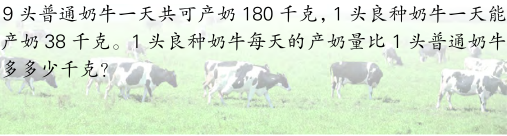 9 头普通奶牛一天共可产奶 180 千克，1 头良种奶牛一天能
产奶 38 千克。1 头良种奶牛每天的产奶量比 1 头普通奶牛
多多少千克？